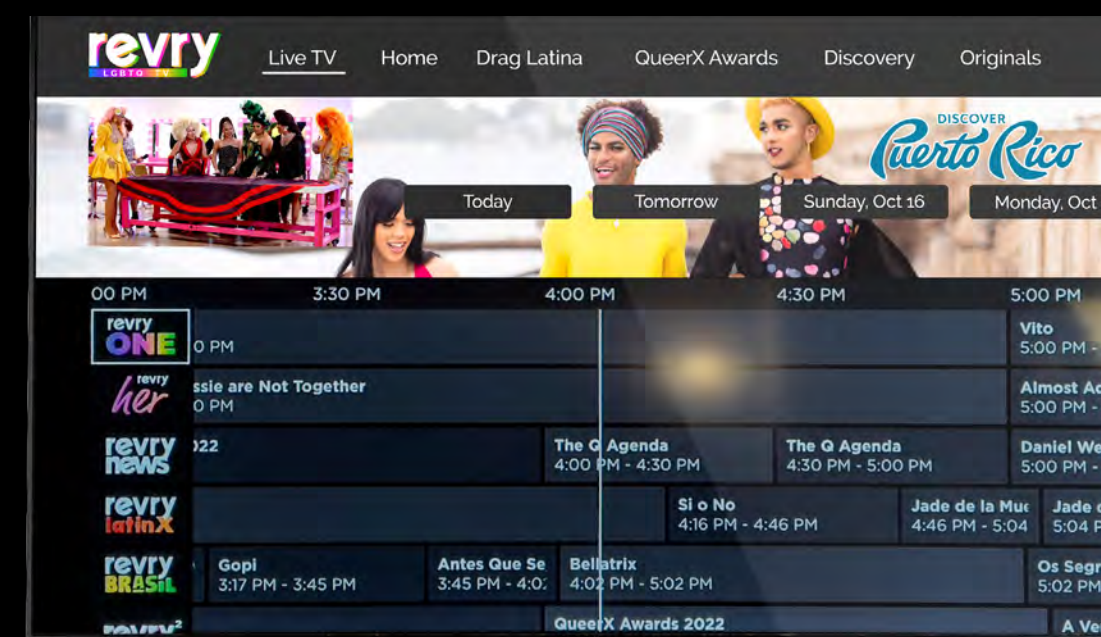 revry
LGBTQ TV
Live TV Home Drag Latina QueerX Awards Discovery Originals
DISCOVER
Puerto Rico
Today Tomorrow Sunday, Oct 16 Monday, Oct
00 PM 3:30 PM 4:00 PM 4:30 PM 5:00 PM
revry
ONE
0 PM
Vito
5:00 PM -
revry
her
ssie are Not Together
0 PM
Almost
5:00 PM -
revry
news
022
The Q Agenda
4:00 PM - 4:30 PM
The Q Agenda
4:30 PM - 5:00 PM
Daniel We
5:00 PM -
revry
latinX
Si o No
4:16 PM - 4:46 PM
Jade de la Mue
4:46 PM - 5:04
Jade
5:04 P
revry
BRASIL
Gopi
3:17 PM - 3:45 PM
Antes Que Se
3:45 PM - 4:0
Bellatrix
4:02 PM - 5:02 PM
Os Segr
5:02 PM
revry²
QueerX Awards 2022
A Ve